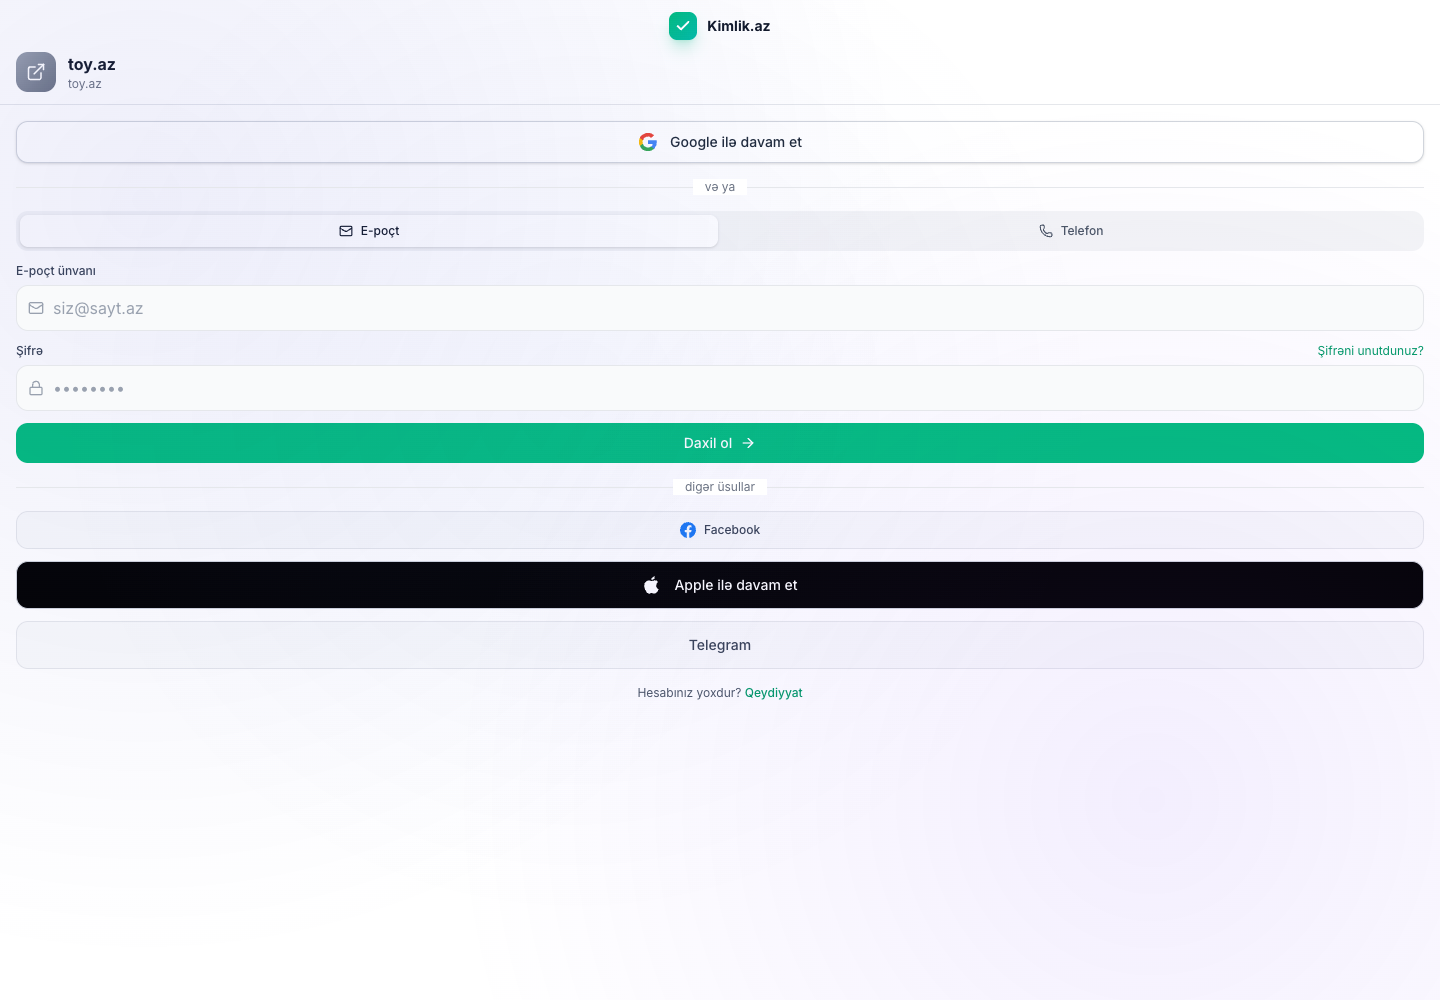 Kimlik.az
toy.az
toy.az
Google ilə davam et
və ya
E-poçt
Telefon
E-poçt ünvanı
siz@sayt.az
Şifrə
Şifrəni unutdunuz?
••••••••
Daxil ol
digər üsullar
Facebook
Apple ilə davam et
Telegram
Hesabınız yoxdur? Qeydiyyat